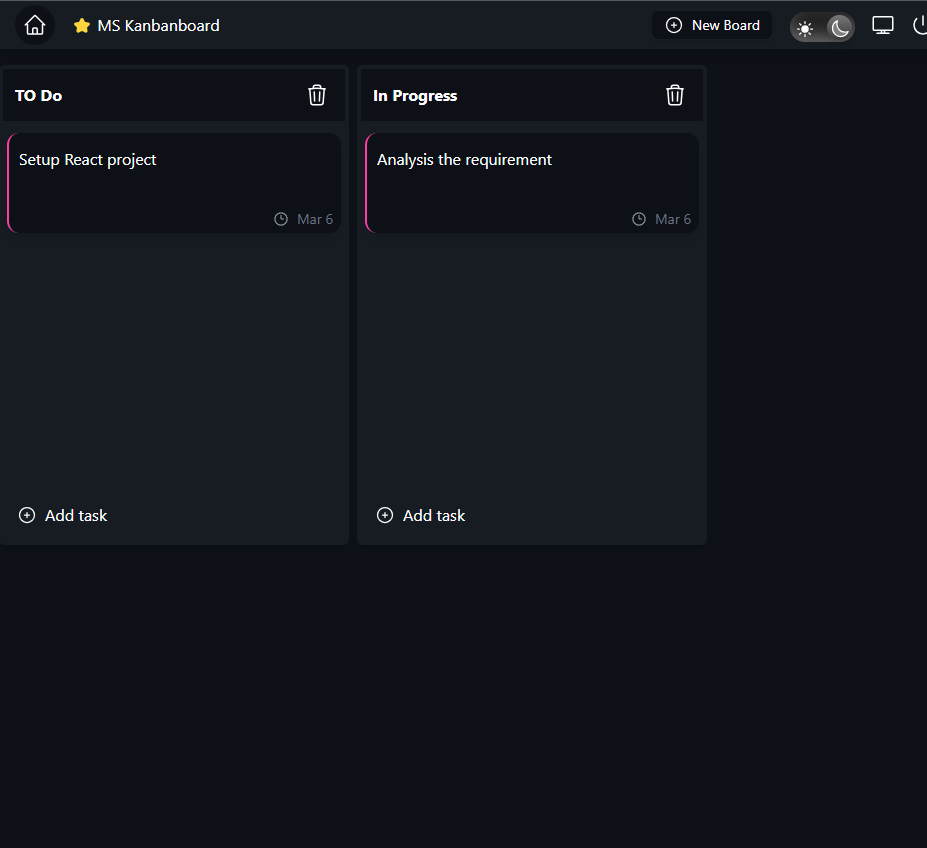 MS Kanbanboard
New Board
TO Do
In Progress
Setup React project
Mar 6
Analysis the requirement
Mar 6
Add task
Add task